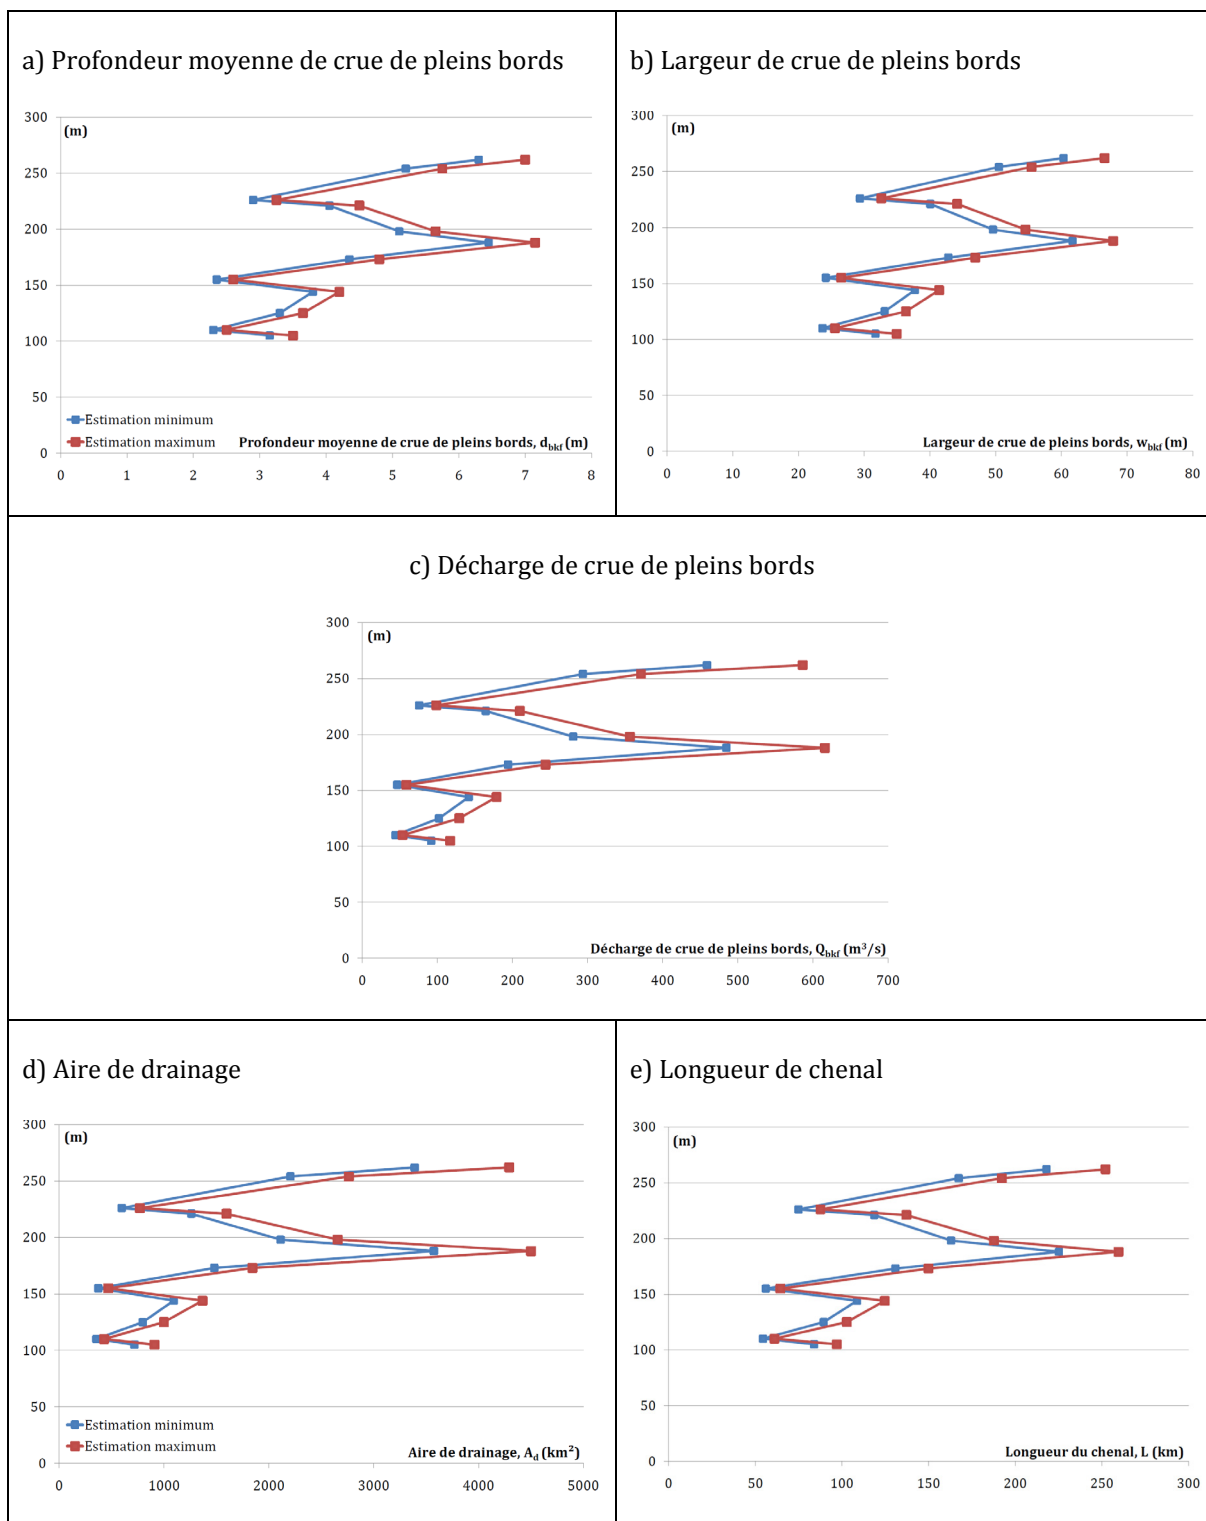 a) Profondeur moyenne de crue de pleins bords
300
(m)
250
200
150
100
50
Estimation minimum
Estimation maximum
Profondeur moyenne de crue de pleins bords, dbkf (m)
0
0 1 2 3 4 5 6 7 8
b) Largeur de crue de pleins bords
300
(m)
250
200
150
100
50
Largeur de crue de pleins bords, wbkf (m)
0
0 10 20 30 40 50 60 70 80
c) Décharge de crue de pleins bords
300
(m)
250
200
150
100
50
Décharge de crue de pleins bords, Qbkf (m³/s)
0
0 100 200 300 400 500 600 700
d) Aire de drainage
300
(m)
250
200
150
100
50
Estimation minimum
Estimation maximum
Aire de drainage, Ad (km²)
0
0 1000 2000 3000 4000 5000
e) Longueur de chenal
300
(m)
250
200
150
100
50
Longueur du chenal, L (km)
0
0 50 100 150 200 250 300